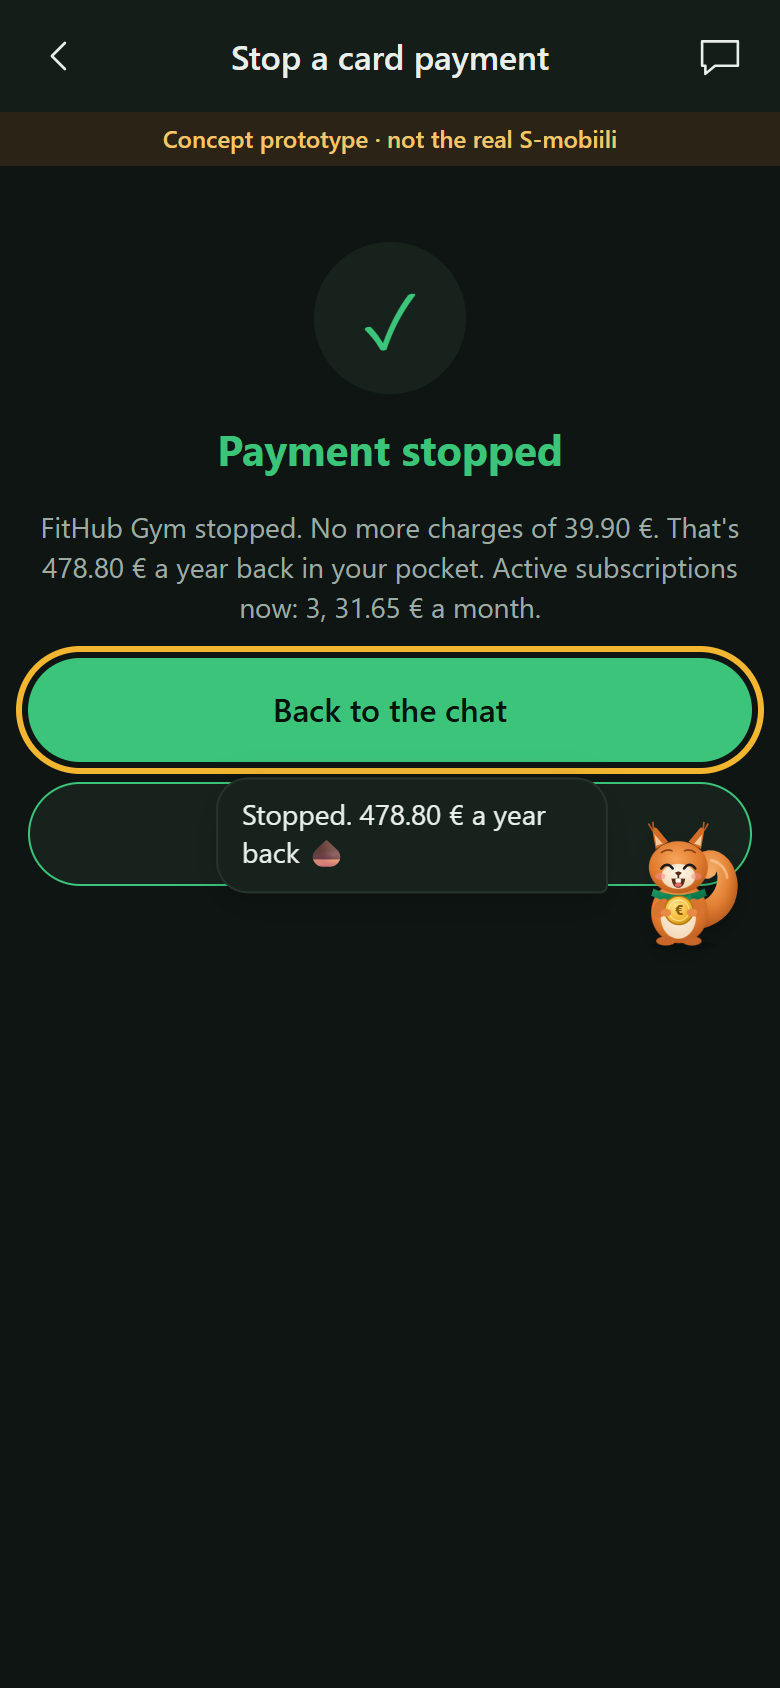 Stop a card payment
Concept prototype · not the real S-mobiili
Payment stopped
FitHub Gym stopped. No more charges of 39.90 €. That's
478.80 € a year back in your pocket. Active subscriptions
now: 3, 31.65 € a month.
Back to the chat
Stopped. 478.80 € a year
back
€